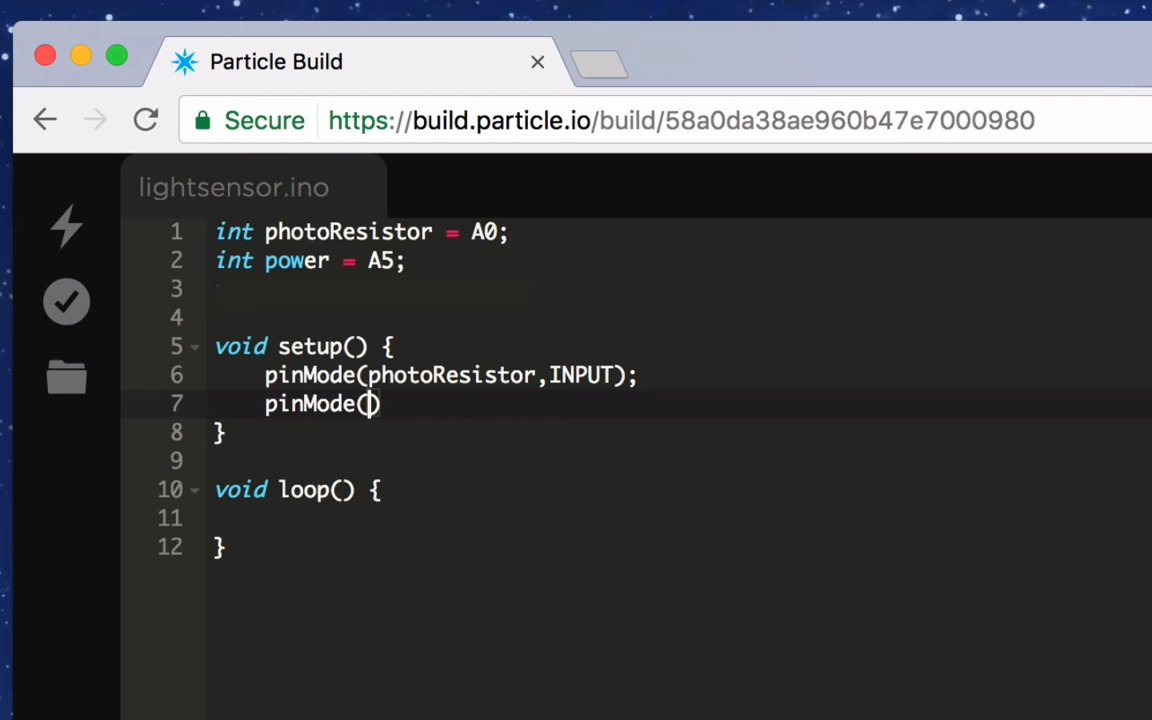 Particle Build
Secure https://build.particle.io/build/58a0da38ae960b47e7000980
lightsensor.ino
1 int photoResistor = A0;
2 int power = A5;
3
4
5 void setup() {
6 pinMode(photoResistor,INPUT);
7 pinMode()
8 }
9
10 void loop() {
11
12 }